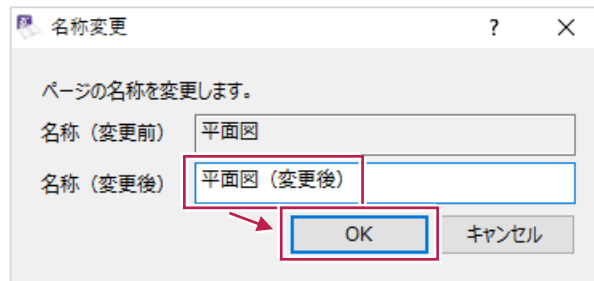 名称変更 ? ×
ページの名称を変更します。
名称（変更前） 平面図
名称（変更後） 平面図（変更後）
OK キャンセル